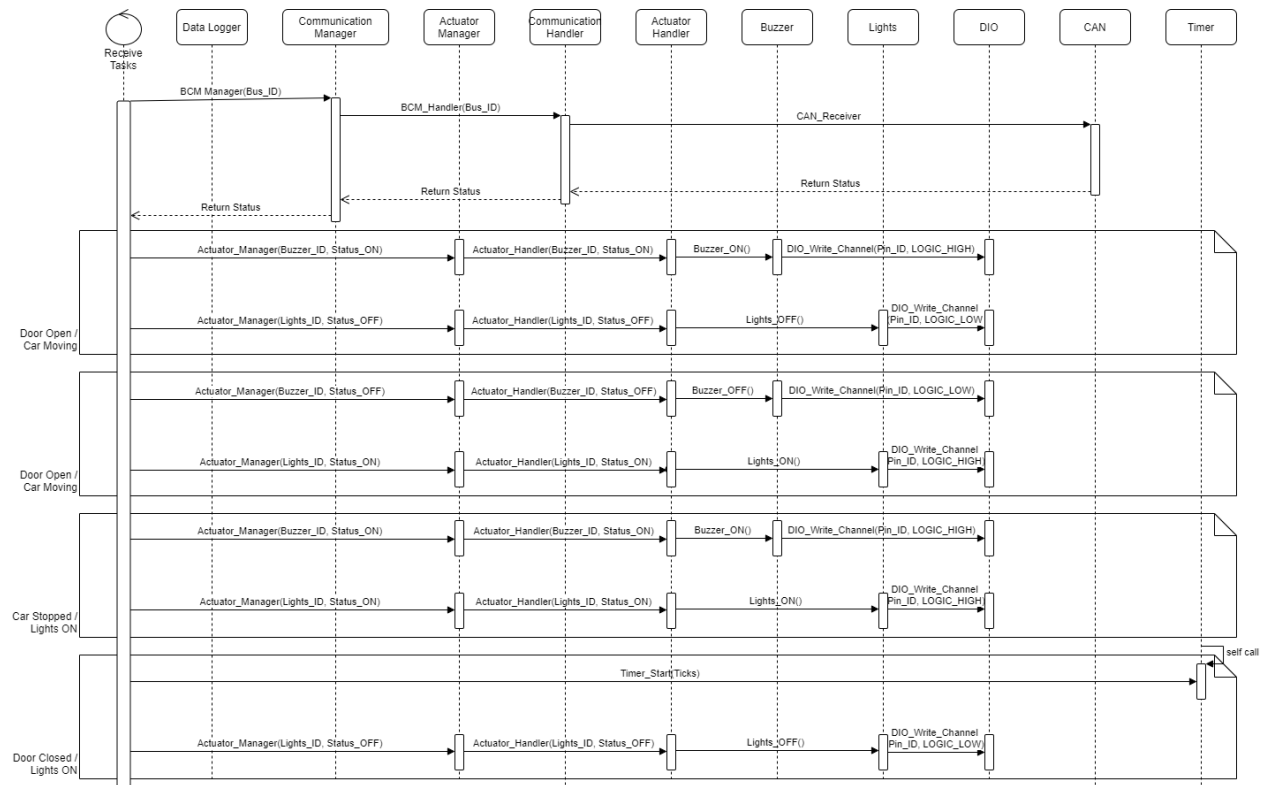 Receive
Tasks
Data Logger
Communication
Manager
Actuator
Manager
Communication
Handler
Actuator
Handler
Buzzer
Lights
DIO
CAN
Timer
BCM Manager(Bus_ID)
BCM_Handler(Bus_ID)
CAN_Receiver
Return Status
Return Status
Return Status
Actuator_Manager(Buzzer_ID, Status_ON)
Actuator_Handler(Buzzer_ID, Status_ON)
Buzzer_ON()
DIO_Write_Channel(Pin_ID, LOGIC_HIGH)
Door Open /
Car Moving
Actuator_Manager(Lights_ID, Status_OFF)
Actuator_Handler(Lights_ID, Status_OFF)
Lights_OFF()
DIO_Write_Channel
(Pin_ID, LOGIC_LOW
Actuator_Manager(Buzzer_ID, Status_OFF)
Actuator_Handler(Buzzer_ID, Status_OFF)
Buzzer_OFF()
DIO_Write_Channel(Pin_ID, LOGIC_LOW)
Door Open /
Car Moving
Actuator_Manager(Lights_ID, Status_ON)
Actuator_Handler(Lights_ID, Status_ON)
Lights_ON()
DIO_Write_Channel
Pin_ID, LOGIC_HIGH)
Actuator_Manager(Buzzer_ID, Status_ON)
Actuator_Handler(Buzzer_ID, Status_ON)
Buzzer_ON()
DIO_Write_Channel(Pin_ID, LOGIC_HIGH)
Car Stopped /
Lights ON
Actuator_Manager(Lights_ID, Status_ON)
Actuator_Handler(Lights_ID, Status_ON)
Lights_ON()
DIO_Write_Channel
Pin_ID, LOGIC_HIGH)
self call
Timer_Start(Ticks)
Door Closed /
Lights ON
Actuator_Manager(Lights_ID, Status_OFF)
Actuator_Handler(Lights_ID, Status_OFF)
Lights_OFF()
DIO_Write_Channel
(Pin_ID, LOGIC_LOW)